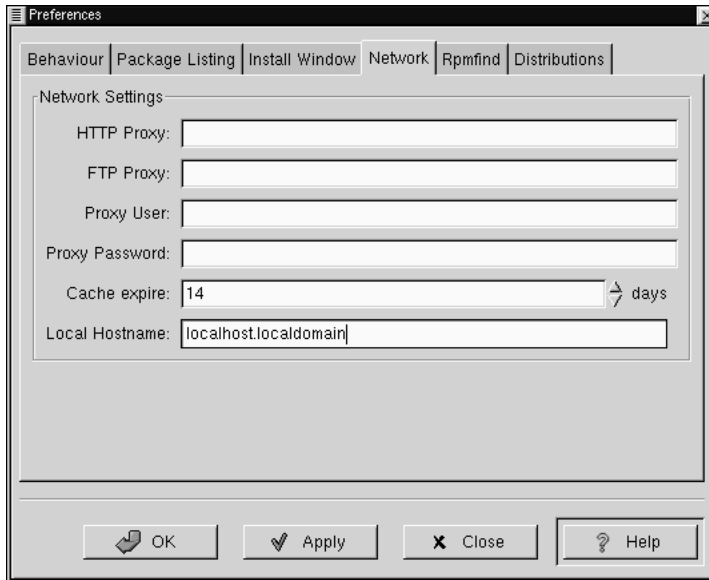 Preferences
Behaviour Package Listing Install Window Network Rpmfind Distributions
Network Settings
HTTP Proxy:
FTP Proxy:
Proxy User:
Proxy Password:
Cache expire: 14 days
Local Hostname: localhost.localdomain
OK Apply Close Help